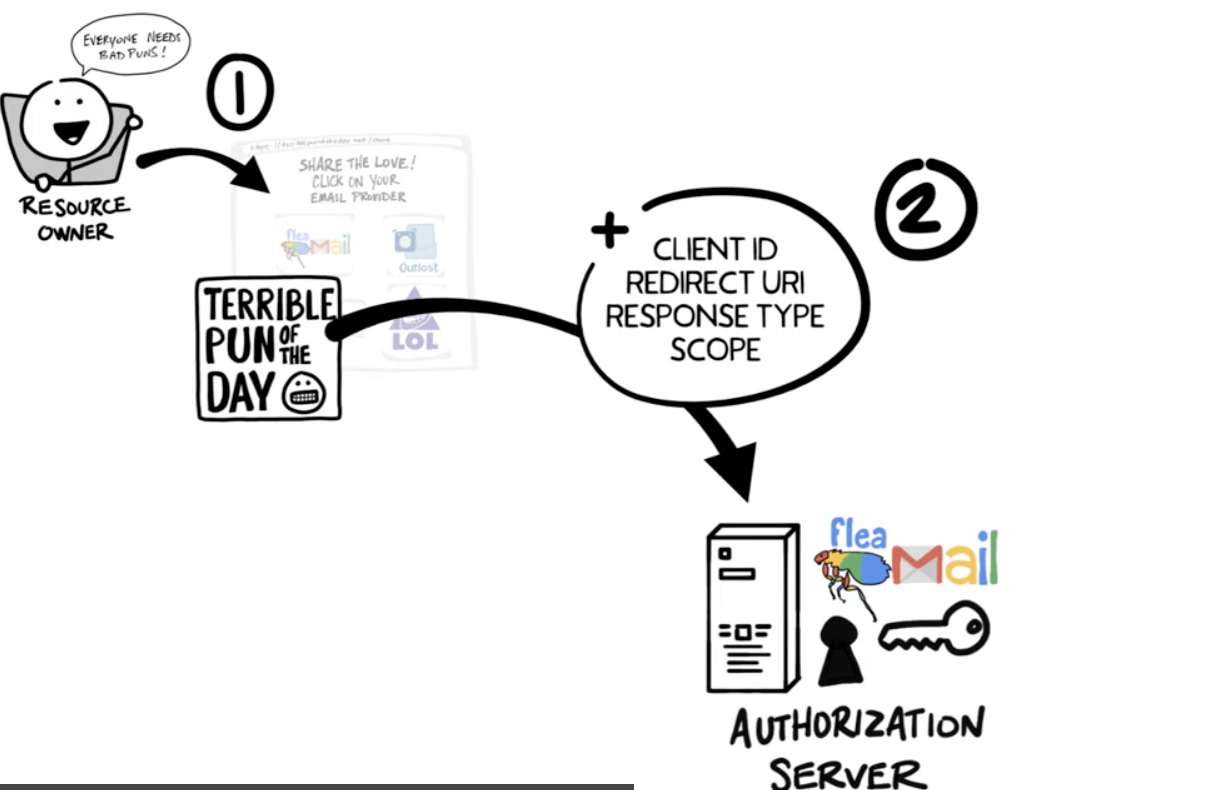 EVERYONE NEEDS
BAD PUNS!
1
RESOURCE
OWNER
SHARE THE LOVE!
CLICK ON YOUR
EMAIL PROVIDER
flea
Mail
Outlost
LOL
TERRIBLE
PUN OF THE
DAY
+
CLIENT ID
REDIRECT URI
RESPONSE TYPE
SCOPE
2
flea
Mail
AUTHORIZATION
SERVER